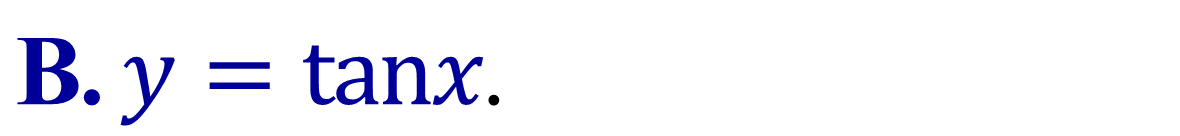 B. y = tanx.